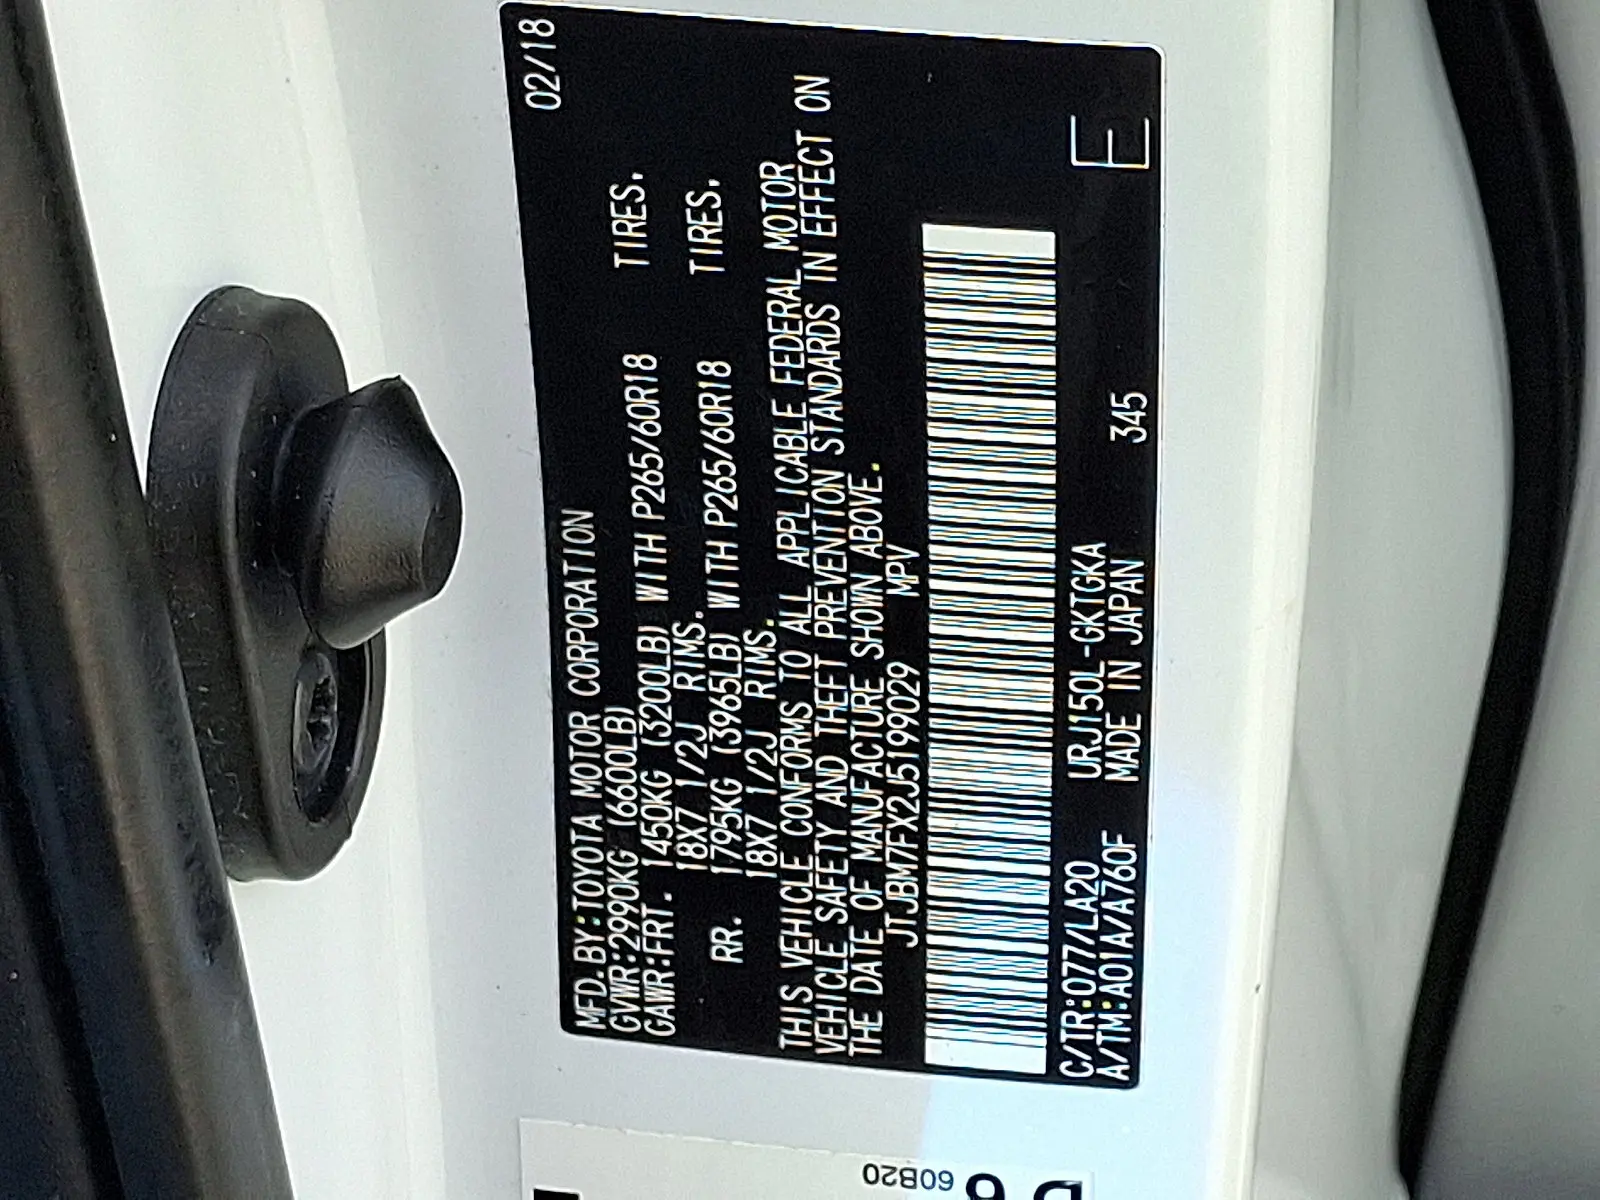 02/18
MFD.BY:TOYOTA MOTOR CORPORATION
GVWR:2990KG (6600LB)
GAWR:FRT. 1450KG (3200LB) WITH P265/60R18 TIRES.
18X7 1/2J RIMS.
RR. 1795KG (3965LB) WITH P265/60R18 TIRES.
18X7 1/2J RIMS.
THIS VEHICLE CONFORMS TO ALL APPLICABLE FEDERAL MOTOR
VEHICLE SAFETY AND THEFT PREVENTION STANDARDS IN EFFECT ON
THE DATE OF MANUFACTURE SHOWN ABOVE.
JTJBM7FX2J5199029 MPV
C/TR:077/LA20 URJ150L-GKTGKA
A/TM:A01A/A760F MADE IN JAPAN 345 E
60B20